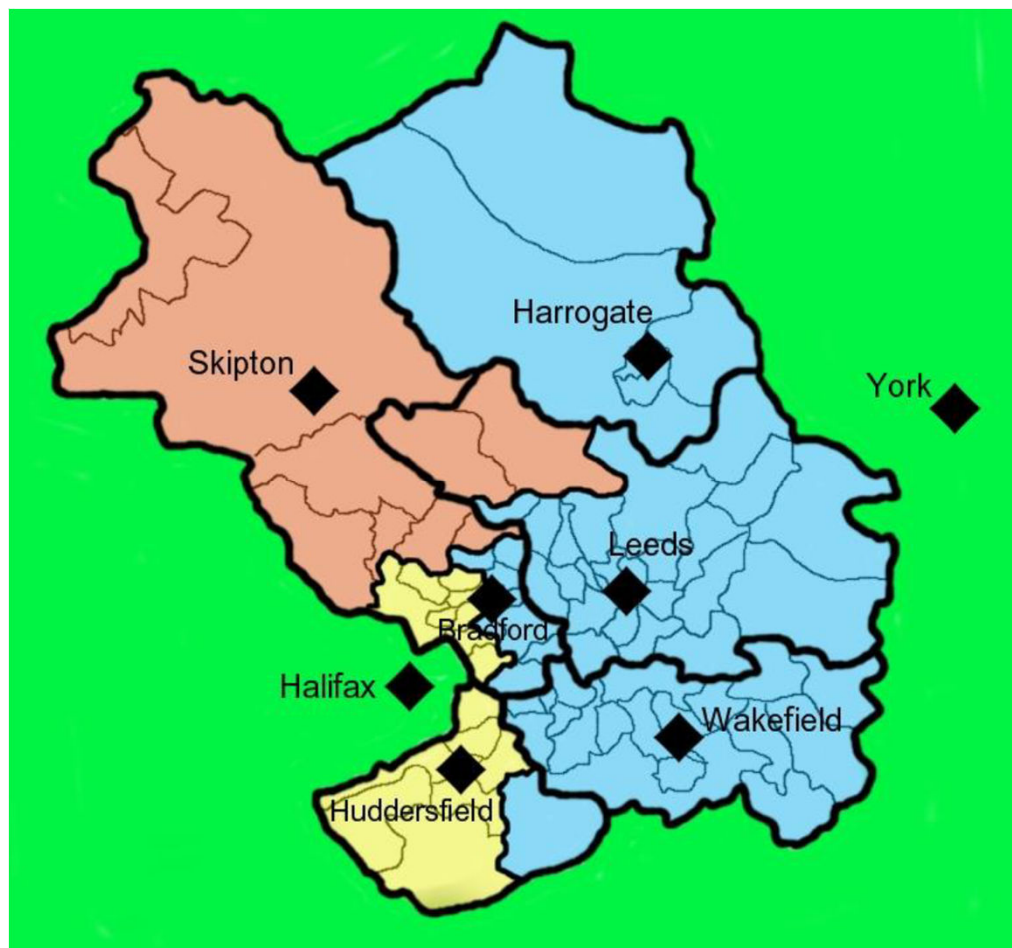 Harrogate
Skipton
York
Leeds
Bradford
Halifax
Wakefield
Huddersfield